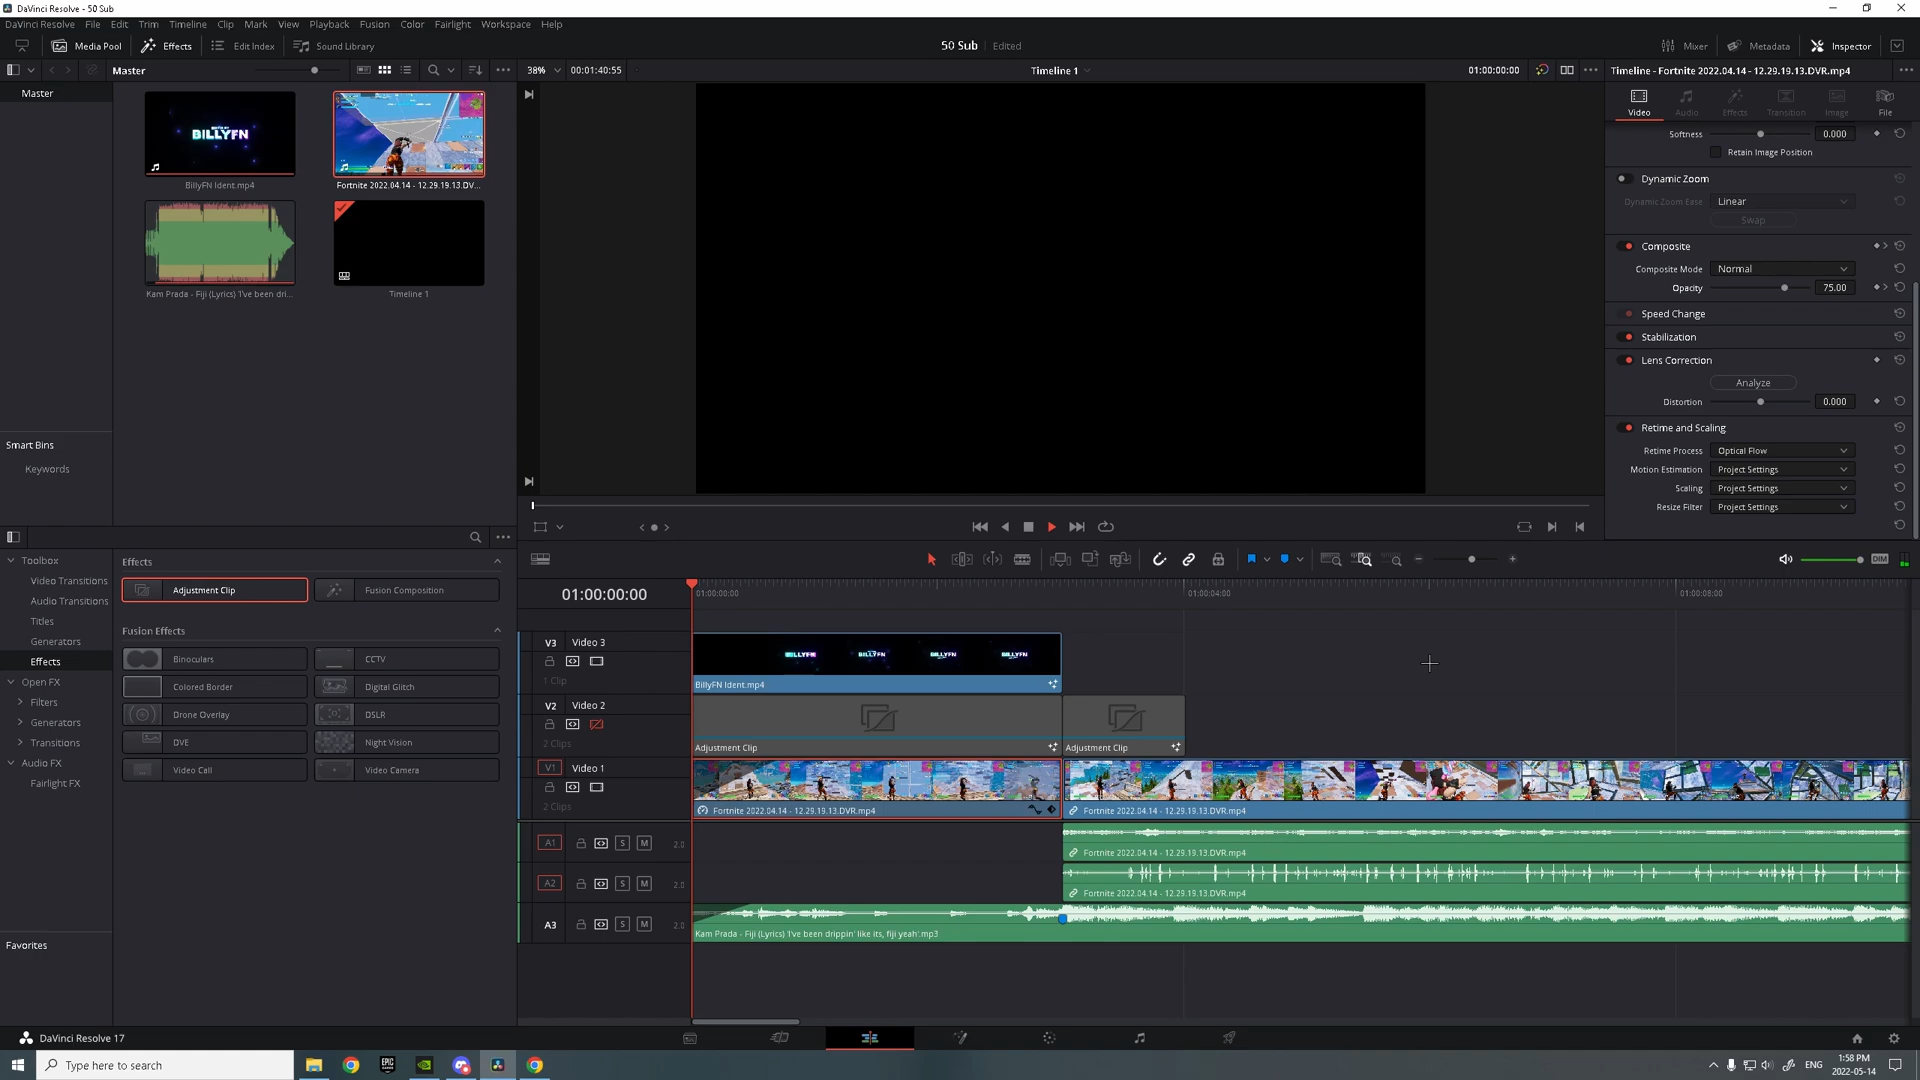 DaVinci Resolve - 50 Sub
DaVinci Resolve File Edit Trim Timeline Clip Mark View Playback Fusion Color Fairlight Workspace Help
Media Pool Effects Edit Index Sound Library
50 Sub Edited
Mixer Metadata Inspector
Master
38% 00:01:40:55
Timeline 1
01:00:00:00
Timeline - Fortnite 2022.04.14 - 12.29.19.13.DVR.mp4
Master
BILLYFN
BillyFN Ident.mp4
Fortnite 2022.04.14 - 12.29.19.13.DV...
Kam Prada - Fiji (Lyrics) 'I've been dri...
Timeline 1
Smart Bins
Keywords
Video Audio Effects Transition Image File
Softness 0.000
Retain Image Position
Dynamic Zoom
Dynamic Zoom Ease Linear
Swap
Composite
Composite Mode Normal
Opacity 75.00
Speed Change
Stabilization
Lens Correction
Analyze
Distortion 0.000
Retime and Scaling
Retime Process Optical Flow
Motion Estimation Project Settings
Scaling Project Settings
Resize Filter Project Settings
Toolbox
Video Transitions
Audio Transitions
Titles
Generators
Effects
Open FX
Filters
Generators
Transitions
Audio FX
Fairlight FX
Favorites
Effects
Adjustment Clip
Fusion Composition
Fusion Effects
Binoculars
CCTV
Colored Border
Digital Glitch
Drone Overlay
DSLR
DVE
Night Vision
Video Call
Video Camera
DIM
01:00:00:00
01:00:00:00
01:00:04:00
01:00:08:00
V3 Video 3
1 Clip
BILLYFN BILLYFN BILLYFN BILLYFN
BillyFN Ident.mp4
V2 Video 2
2 Clips
Adjustment Clip
Adjustment Clip
V1 Video 1
2 Clips
Fortnite 2022.04.14 - 12.29.19.13.DVR.mp4
Fortnite 2022.04.14 - 12.29.19.13.DVR.mp4
A1 S M 2.0
Fortnite 2022.04.14 - 12.29.19.13.DVR.mp4
A2 S M 2.0
Fortnite 2022.04.14 - 12.29.19.13.DVR.mp4
A3 S M 2.0
Kam Prada - Fiji (Lyrics) 'I've been drippin' like its, fiji yeah'.mp3
DaVinci Resolve 17
Type here to search
EPIC
ENG
1:58 PM
2022-05-14